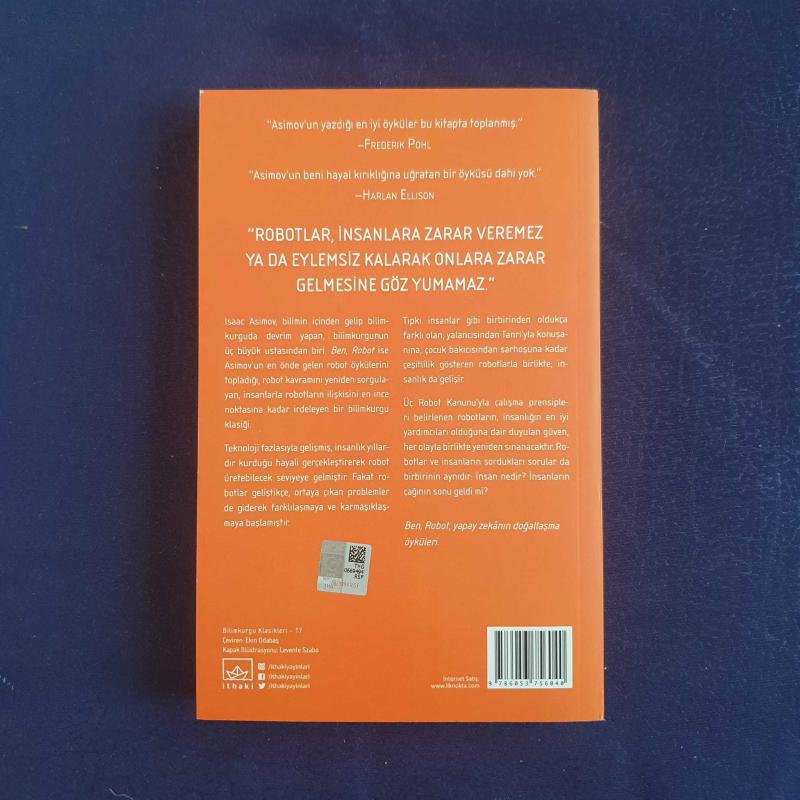 "Asimov'un yazdığı en iyi öyküler bu kitapta toplanmış."
–Frederik Pohl
"Asimov'un beni hayal kırıklığına uğratan bir öyküsü dahi yok."
–Harlan Ellison
"ROBOTLAR, İNSANLARA ZARAR VEREMEZ
YA DA EYLEMSİZ KALARAK ONLARA ZARAR
GELMESİNE GÖZ YUMAMAZ."
Isaac Asimov, bilimin içinden gelip bilim-
kurguda devrim yapan, bilimkurgunun
üç büyük ustasından biri. Ben, Robot ise
Asimov'un en önde gelen robot öykülerini
topladığı, robot kavramını yeniden sorgula-
yan, insanlarla robotların ilişkisini en ince
noktasına kadar irdeleyen bir bilimkurgu
klasiği.
Teknoloji fazlasıyla gelişmiş, insanlık yıllar-
dır kurduğu hayali gerçekleştirerek robot
üretebilecek seviyeye gelmiştir. Fakat ro-
botlar geliştikçe, ortaya çıkan problemler
de giderek farklılaşmaya ve karmaşıklaş-
maya başlamıştır.
Tıpkı insanlar gibi birbirinden oldukça
farklı olan, yalancısından Tanrı'yla konuşa-
nına, çocuk bakıcısından sarhoşuna kadar
çeşitlilik gösteren robotlarla birlikte, in-
sanlık da gelişir.
Üç Robot Kanunu'yla çalışma prensiple-
ri belirlenen robotların, insanlığın en iyi
yardımcıları olduğuna dair duyulan güven,
her olayla birlikte yeniden sınanacaktır. Ro-
botlar ve insanların sordukları sorular da
birbirinin aynıdır: İnsan nedir? İnsanların
çağının sonu geldi mi?
Ben, Robot, yapay zekânın doğallaşma
öyküleri.
THG
0669404
RSF
Bilimkurgu Klasikleri - 17
Çeviren: Ekin Odabaş
Kapak İllüstrasyonu: Levente Szabo
ithaki
/ithakiyayinlari
/ithakiyayinlari
/ithakiyayinlari
İnternet Satış:
www.ilknokta.com
9 786053 756040